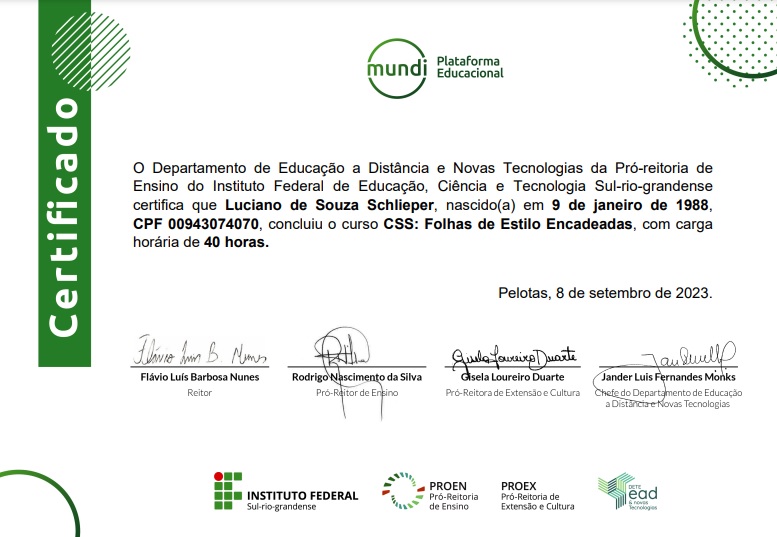 Certificado
mundi
Plataforma
Educacional
O Departamento de Educação a Distância e Novas Tecnologias da Pró-reitoria de
Ensino do Instituto Federal de Educação, Ciência e Tecnologia Sul-rio-grandense
certifica que Luciano de Souza Schlieper, nascido(a) em 9 de janeiro de 1988,
CPF 00943074070, concluiu o curso CSS: Folhas de Estilo Encadeadas, com carga
horária de 40 horas.
Pelotas, 8 de setembro de 2023.
Flávio Luís B. Nunes
Gisela Loureiro Duarte
Flávio Luís Barbosa Nunes
Reitor
Rodrigo Nascimento da Silva
Pró-Reitor de Ensino
Gisela Loureiro Duarte
Pró-Reitora de Extensão e Cultura
Jander Luis Fernandes Monks
Chefe do Departamento de Educação
a Distância e Novas Tecnologias
INSTITUTO FEDERAL
Sul-rio-grandense
PROEN
Pró-Reitoria
de Ensino
PROEX
Pró-Reitoria de
Extensão e Cultura
DETE
ead
& novas
Tecnologias